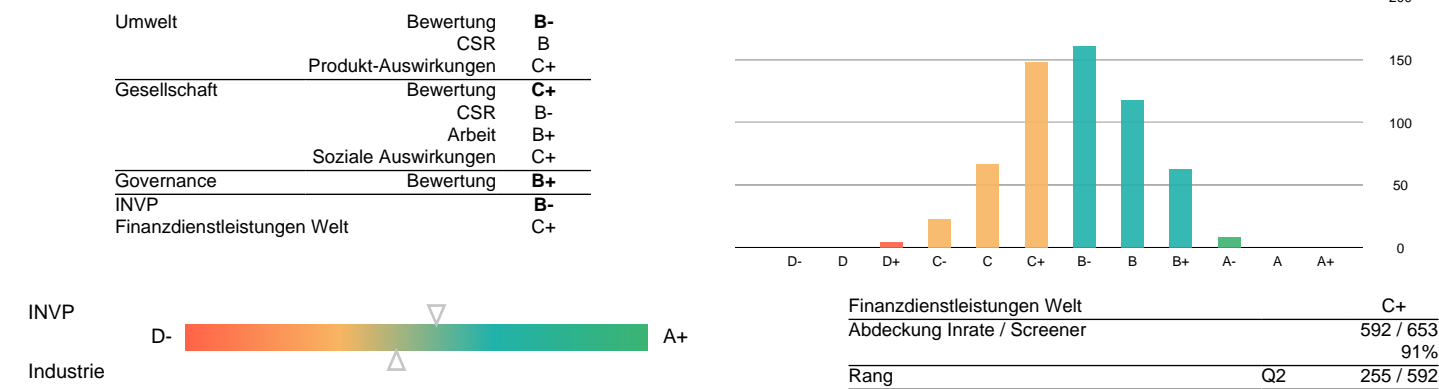 Umwelt Bewertung B-
CSR B
Produkt-Auswirkungen C+
Gesellschaft Bewertung C+
CSR B-
Arbeit B+
Soziale Auswirkungen C+
Governance Bewertung B+
INVP B-
Finanzdienstleistungen Welt C+
200
150
100
50
0
D- D D+ C- C C+ B- B B+ A- A A+
INVP
D- A+
Industrie
Finanzdienstleistungen Welt C+
Abdeckung Inrate / Screener 592 / 653
91%
Rang Q2 255 / 592